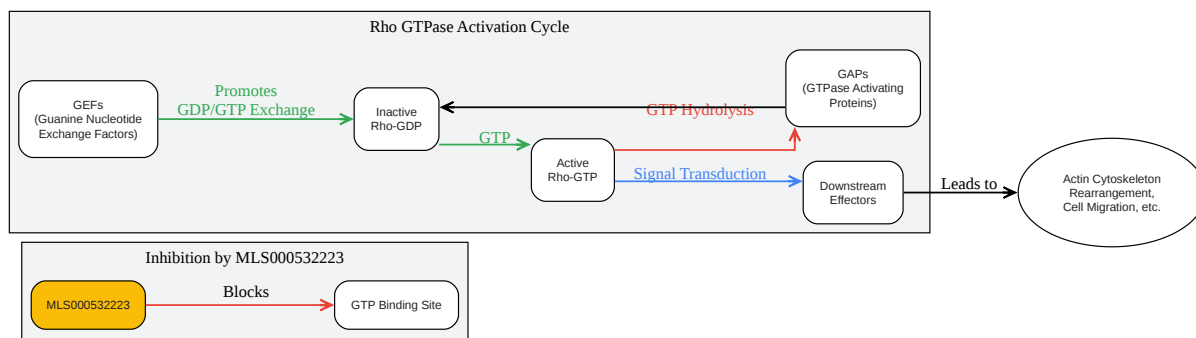 Rho GTPase Activation Cycle
GEFs
(Guanine Nucleotide
Exchange Factors)
Promotes
GDP/GTP Exchange
Inactive
Rho-GDP
GTP
Active
Rho-GTP
GTP Hydrolysis
GAPs
(GTPase Activating
Proteins)
Signal Transduction
Downstream
Effectors
Leads to
Actin Cytoskeleton
Rearrangement,
Cell Migration, etc.
Inhibition by MLS000532223
MLS000532223
Blocks
GTP Binding Site